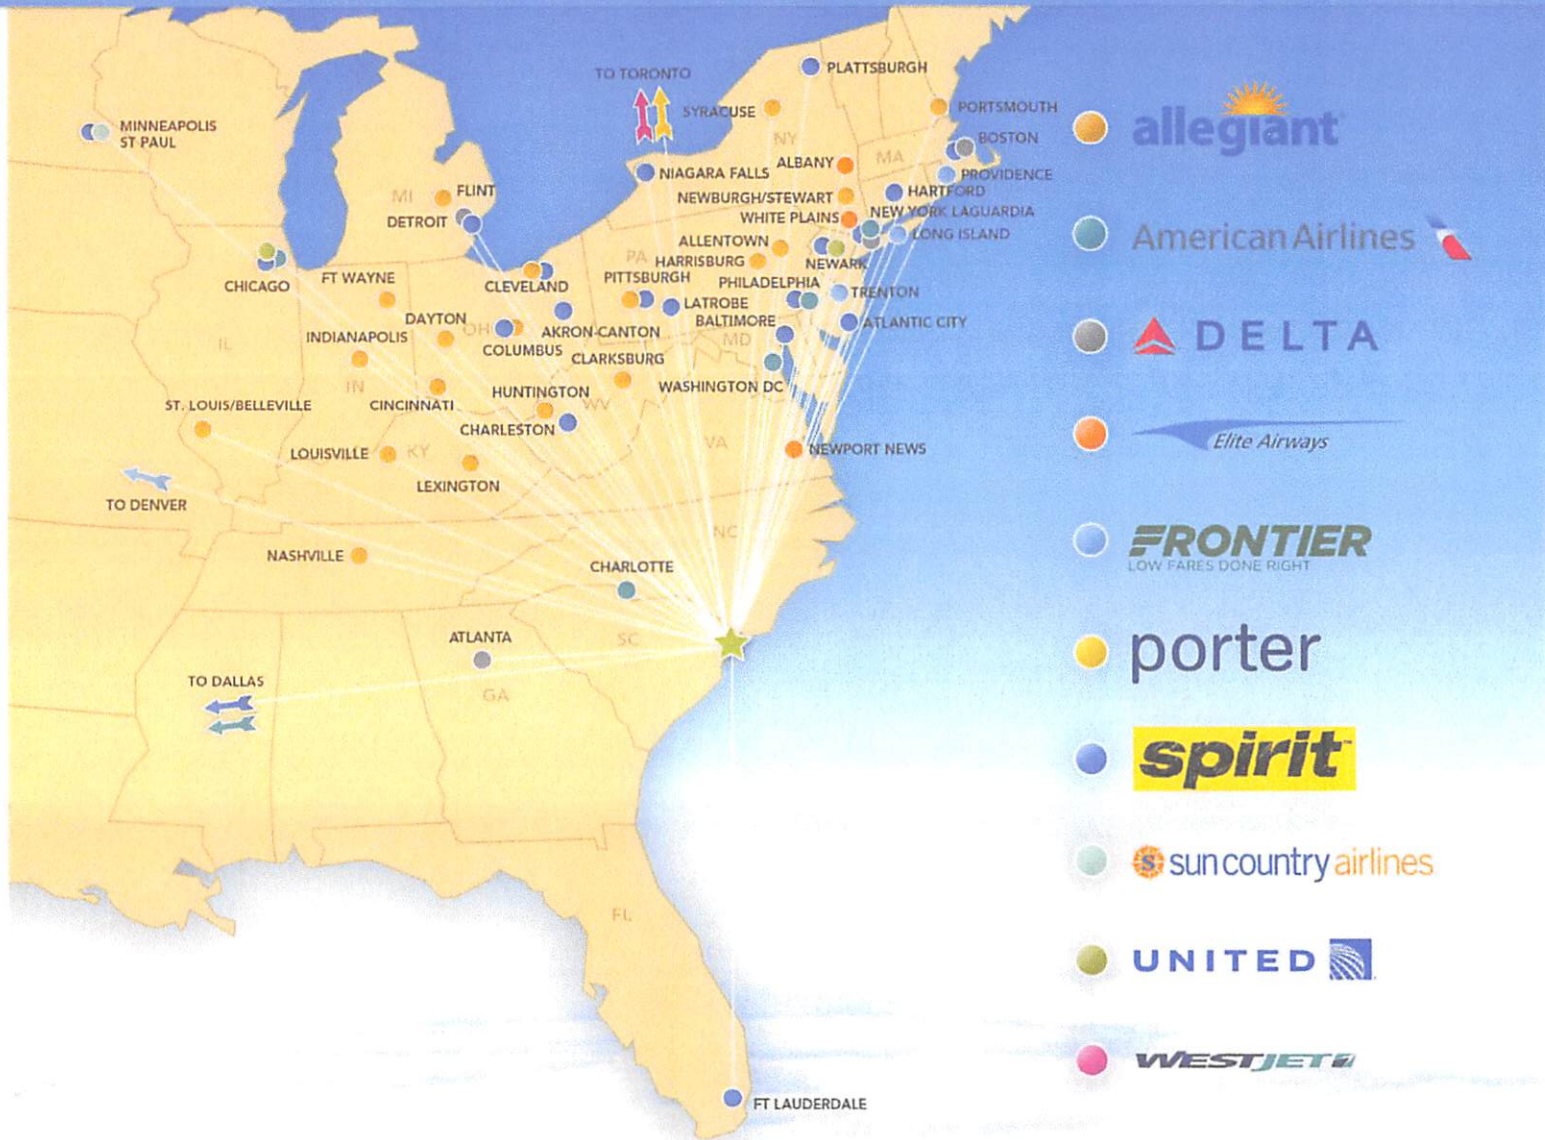 TO TORONTO
PLATTSBURGH
SYRACUSE
PORTSMOUTH
MINNEAPOLIS
ST PAUL
NY
BOSTON
ALBANY
MA
NIAGARA FALLS
PROVIDENCE
MI
FLINT
NEWBURGH/STEWART
HARTFORD
DETROIT
WHITE PLAINS
NEW YORK LAGUARDIA
ALLENTOWN
LONG ISLAND
PA
HARRISBURG
NEWARK
CHICAGO
FT WAYNE
CLEVELAND
PITTSBURGH
PHILADELPHIA
TRENTON
LATROBE
DAYTON
OH
AKRON-CANTON
BALTIMORE
ATLANTIC CITY
INDIANAPOLIS
IL
COLUMBUS
CLARKSBURG
MD
IN
HUNTINGTON
WASHINGTON DC
ST. LOUIS/BELLEVILLE
CINCINNATI
WV
CHARLESTON
LOUISVILLE
KY
VA
NEWPORT NEWS
LEXINGTON
TO DENVER
NC
NASHVILLE
CHARLOTTE
ATLANTA
SC
TO DALLAS
GA
FL
FT LAUDERDALE
allegiant
American Airlines
DELTA
Elite Airways
FRONTIER
LOW FARES DONE RIGHT
porter
spirit
S sun country airlines
UNITED
WESTJET